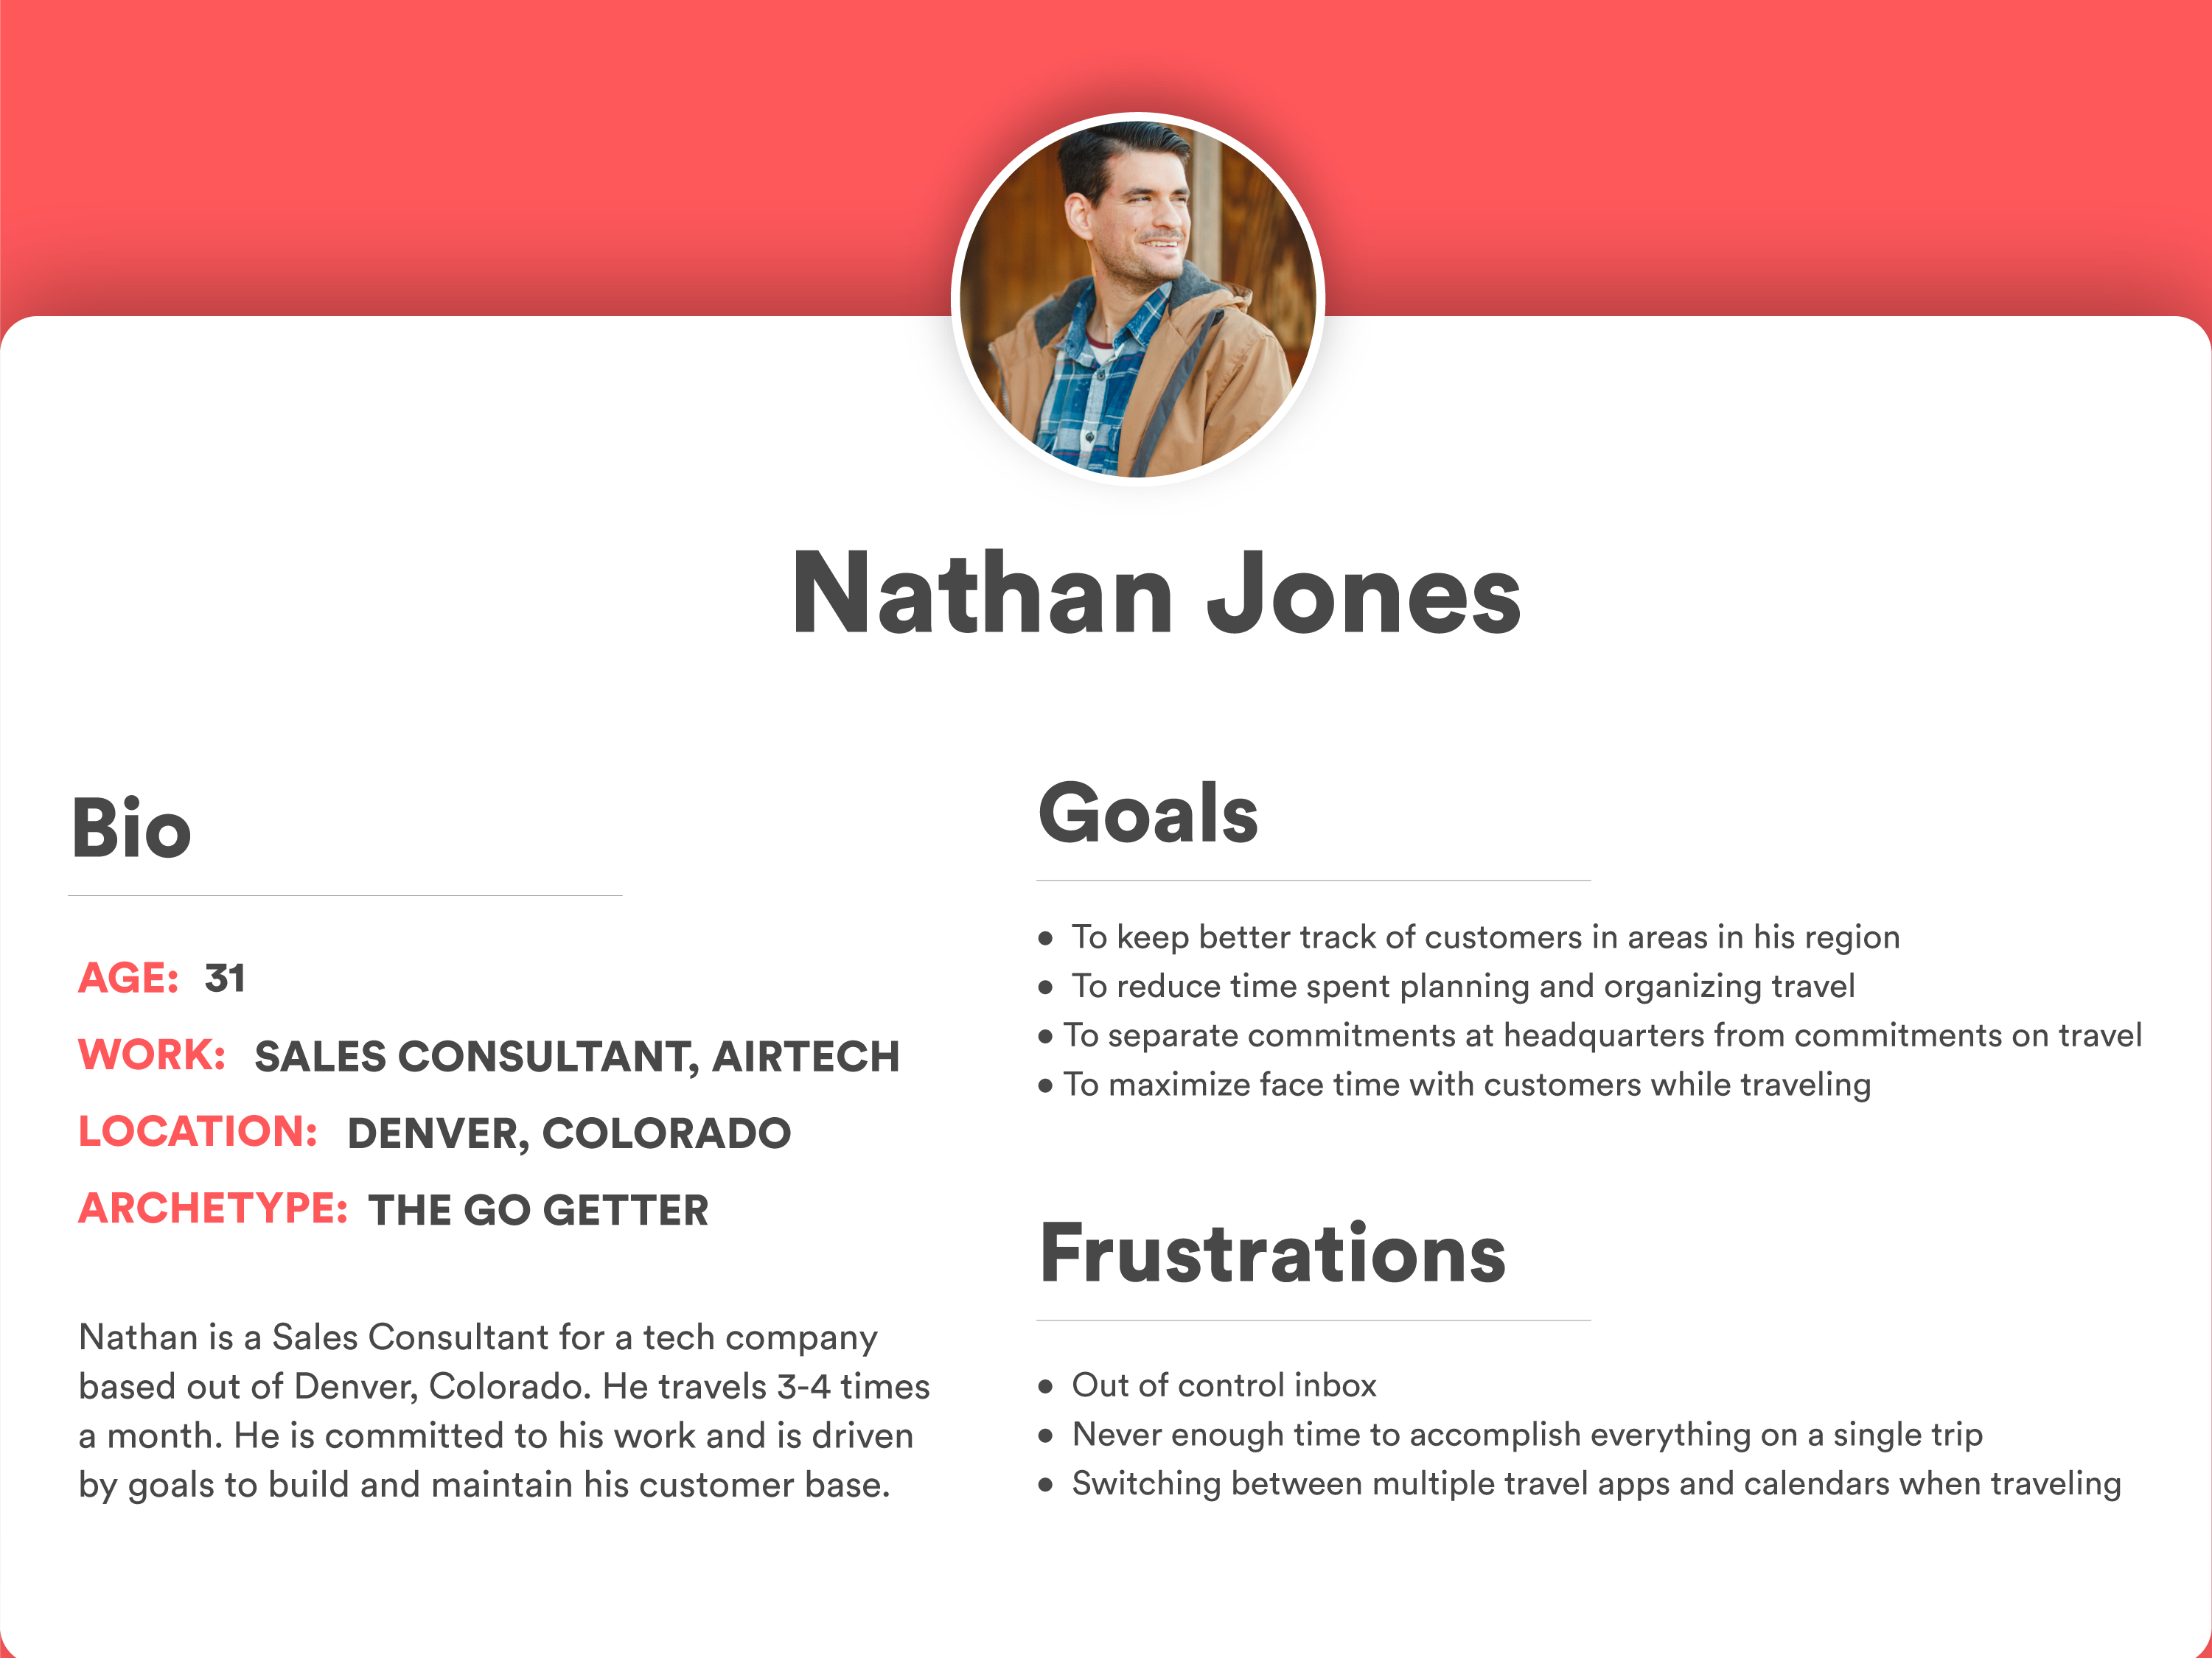 Nathan Jones
Bio
AGE: 31
WORK: SALES CONSULTANT, AIRTECH
LOCATION: DENVER, COLORADO
ARCHETYPE: THE GO GETTER
Nathan is a Sales Consultant for a tech company
based out of Denver, Colorado. He travels 3-4 times
a month. He is committed to his work and is driven
by goals to build and maintain his customer base.
Goals
• To keep better track of customers in areas in his region
• To reduce time spent planning and organizing travel
• To separate commitments at headquarters from commitments on travel
• To maximize face time with customers while traveling
Frustrations
• Out of control inbox
• Never enough time to accomplish everything on a single trip
• Switching between multiple travel apps and calendars when traveling